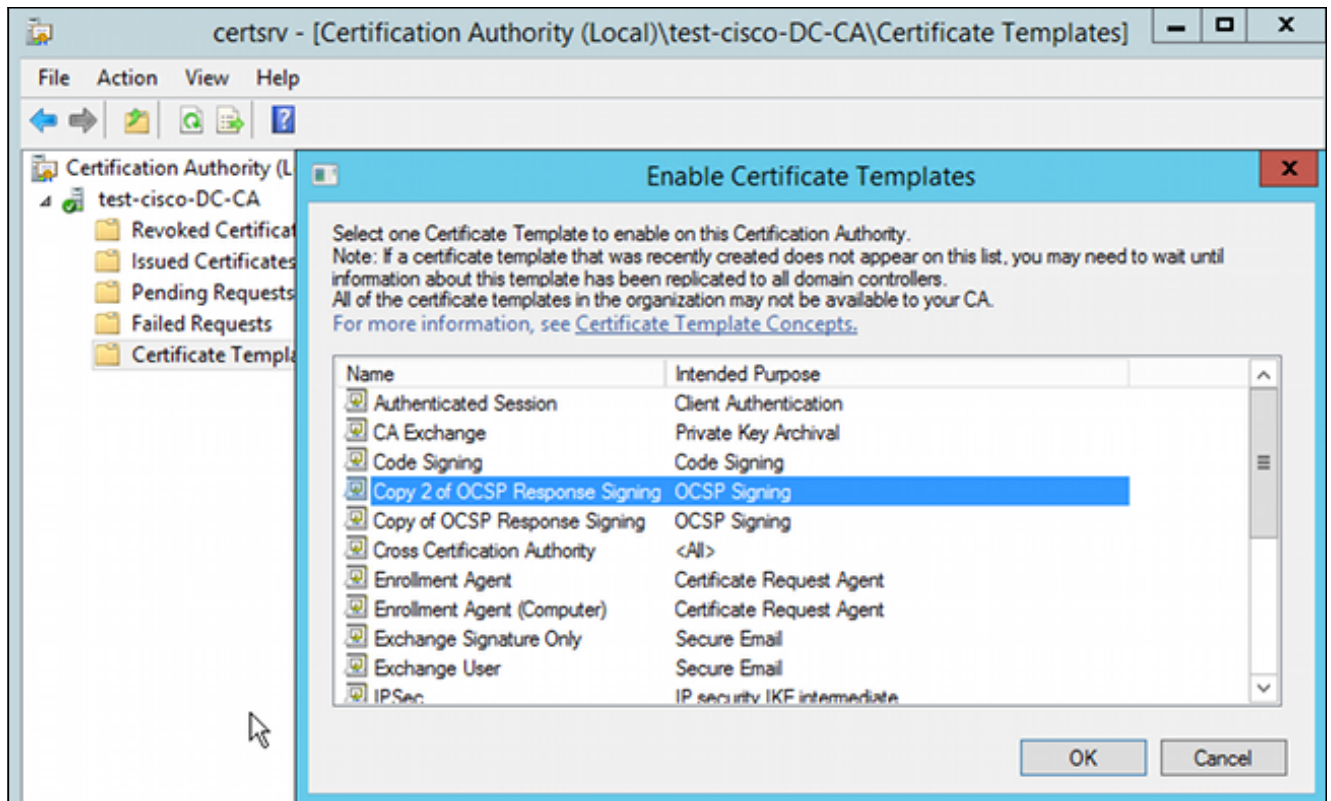 certsrv - [Certification Authority (Local)\test-cisco-DC-CA\Certificate Templates]
File Action View Help
Certification Authority (L
test-cisco-DC-CA
Revoked Certificat
Issued Certificates
Pending Requests
Failed Requests
Certificate Templa
Enable Certificate Templates
Select one Certificate Template to enable on this Certification Authority.
Note: If a certificate template that was recently created does not appear on this list, you may need to wait until
information about this template has been replicated to all domain controllers.
All of the certificate templates in the organization may not be available to your CA.
For more information, see Certificate Template Concepts.
Name Intended Purpose
Authenticated Session Client Authentication
CA Exchange Private Key Archival
Code Signing Code Signing
Copy 2 of OCSP Response Signing OCSP Signing
Copy of OCSP Response Signing OCSP Signing
Cross Certification Authority <All>
Enrollment Agent Certificate Request Agent
Enrollment Agent (Computer) Certificate Request Agent
Exchange Signature Only Secure Email
Exchange User Secure Email
IPSec IP security IKE intermediate
OK Cancel